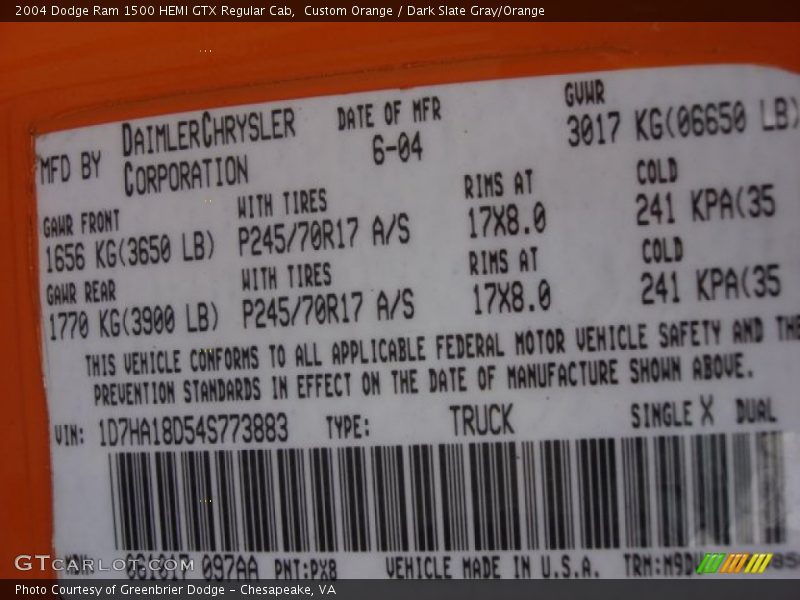 2004 Dodge Ram 1500 HEMI GTX Regular Cab, Custom Orange / Dark Slate Gray/Orange
MFD BY DAIMLERCHRYSLER CORPORATION DATE OF MFR 6-04 GVWR 3017 KG(06650 LB)
GAWR FRONT WITH TIRES RIMS AT COLD
1656 KG(3650 LB) P245/70R17 A/S 17X8.0 241 KPA(35
GAWR REAR WITH TIRES RIMS AT COLD
1770 KG(3900 LB) P245/70R17 A/S 17X8.0 241 KPA(35
THIS VEHICLE CONFORMS TO ALL APPLICABLE FEDERAL MOTOR VEHICLE SAFETY AND THE
PREVENTION STANDARDS IN EFFECT ON THE DATE OF MANUFACTURE SHOWN ABOVE.
VIN: 1D7HA18D54S773883 TYPE: TRUCK SINGLE X DUAL
MDH: 081817 097AA PNT:PX8 VEHICLE MADE IN U.S.A. TRM:M9DV
GTcarlot.com
Photo Courtesy of Greenbrier Dodge - Chesapeake, VA